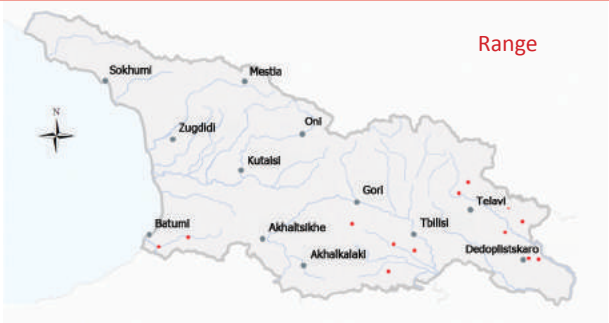 Range
Sokhumi
Mestia
N
Oni
Zugdidi
Kutaisi
Gori
Telavi
Batumi
Akhaltsikhe
Tbilisi
Dedoplistskaro
Akhalkalaki